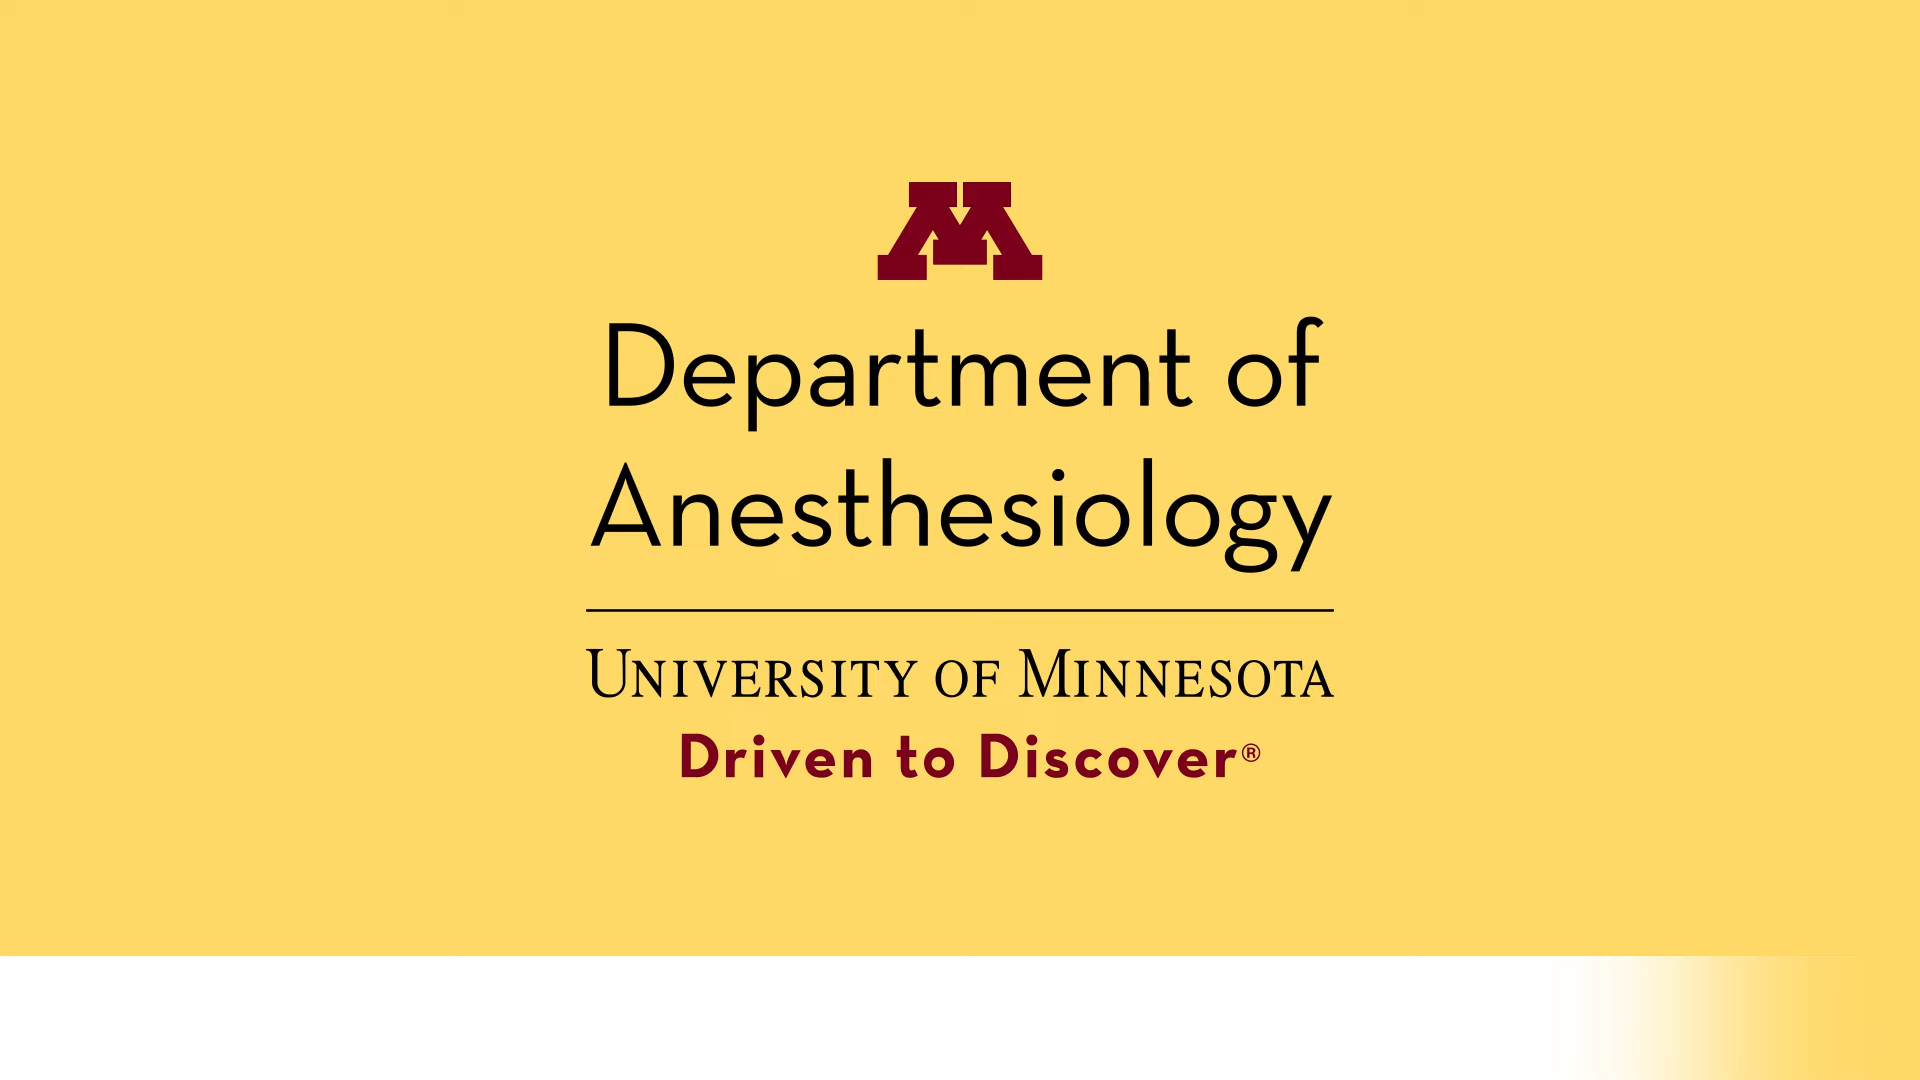 M
Department of
Anesthesiology
University of Minnesota
Driven to Discover®